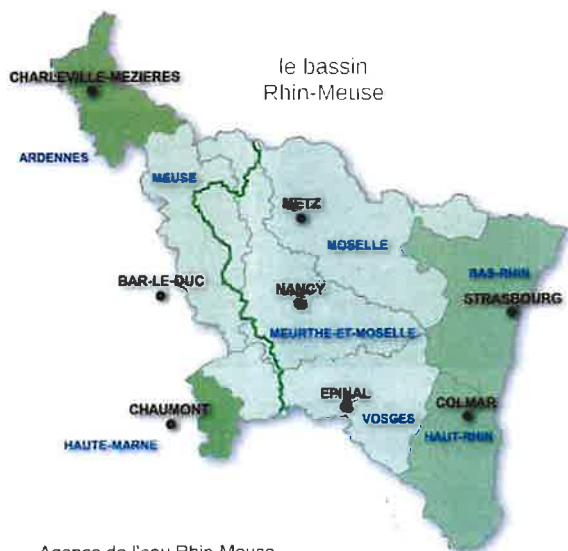 le bassin
Rhin-Meuse
CHARLEVILLE-MEZIERES
ARDENNES
MEUSE
METZ
MOSELLE
BAS-RHIN
BAR-LE-DUC
NANCY
STRASBOURG
MEURTHE-ET-MOSELLE
EPINAL
CHAUMONT
VOSGES
COLMAR
HAUTE-MARNE
HAUT-RHIN
Agence de l'eau Rhin-Meuse